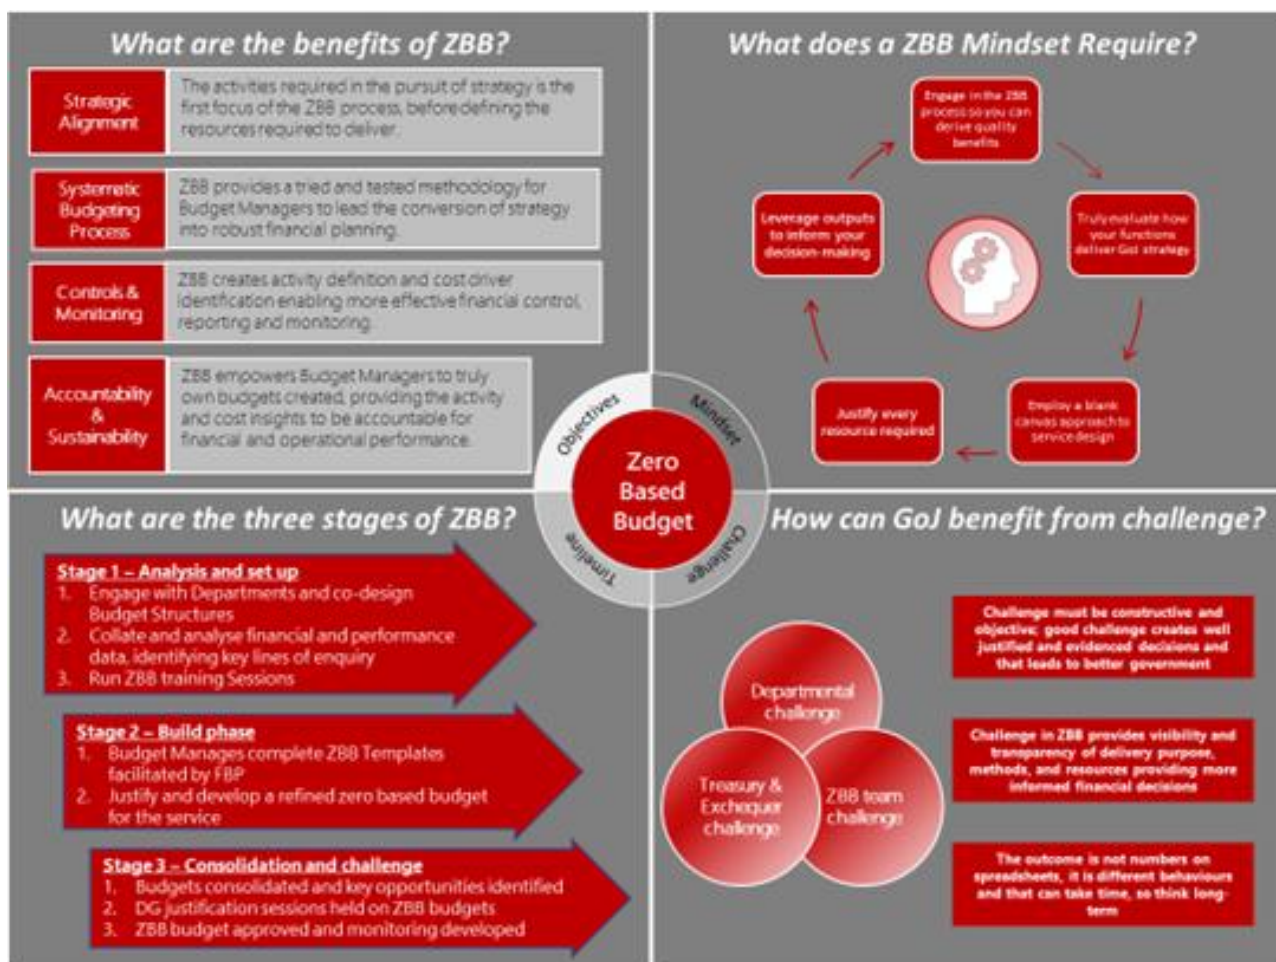 What are the benefits of ZBB?
Strategic
Alignment
The activities required in the pursuit of strategy is the
first focus of the ZBB process, before defining the
resources required to deliver.
Systematic
Budgeting
Process
ZBB provides a tried and tested methodology for
Budget Managers to lead the conversion of strategy
into robust financial planning.
Controls &
Monitoring
ZBB creates activity definition and cost driver
identification enabling more effective financial control,
reporting and monitoring.
Accountability
&
Sustainability
ZBB empowers Budget Managers to truly
own budgets created, providing the activity
and cost insights to be accountable for
financial and operational performance.
What does a ZBB Mindset Require?
Engage in the ZBB
process so you can
derive quality
benefits
Truly evaluate how
your functions
deliver GoJ strategy
Employ a blank
canvas approach to
service design
Justify every
resource required
Leverage outputs
to inform your
decision-making
Objectives
Mindset
Challenge
Timeline
Zero
Based
Budget
What are the three stages of ZBB?
Stage 1 – Analysis and set up
1. Engage with Departments and co-design
Budget Structures
2. Collate and analyse financial and performance
data, identifying key lines of enquiry
3. Run ZBB training Sessions
Stage 2 – Build phase
1. Budget Manages complete ZBB Templates
facilitated by FBP
2. Justify and develop a refined zero based budget
for the service
Stage 3 – Consolidation and challenge
1. Budgets consolidated and key opportunities identified
2. DG justification sessions held on ZBB budgets
3. ZBB budget approved and monitoring developed
How can GoJ benefit from challenge?
Departmental
challenge
Treasury &
Exchequer
challenge
ZBB team
challenge
Challenge must be constructive and
objective; good challenge creates well
justified and evidenced decisions and
that leads to better government
Challenge in ZBB provides visibility and
transparency of delivery purpose,
methods, and resources providing more
informed financial decisions
The outcome is not numbers on
spreadsheets, it is different behaviours
and that can take time, so think long-
term